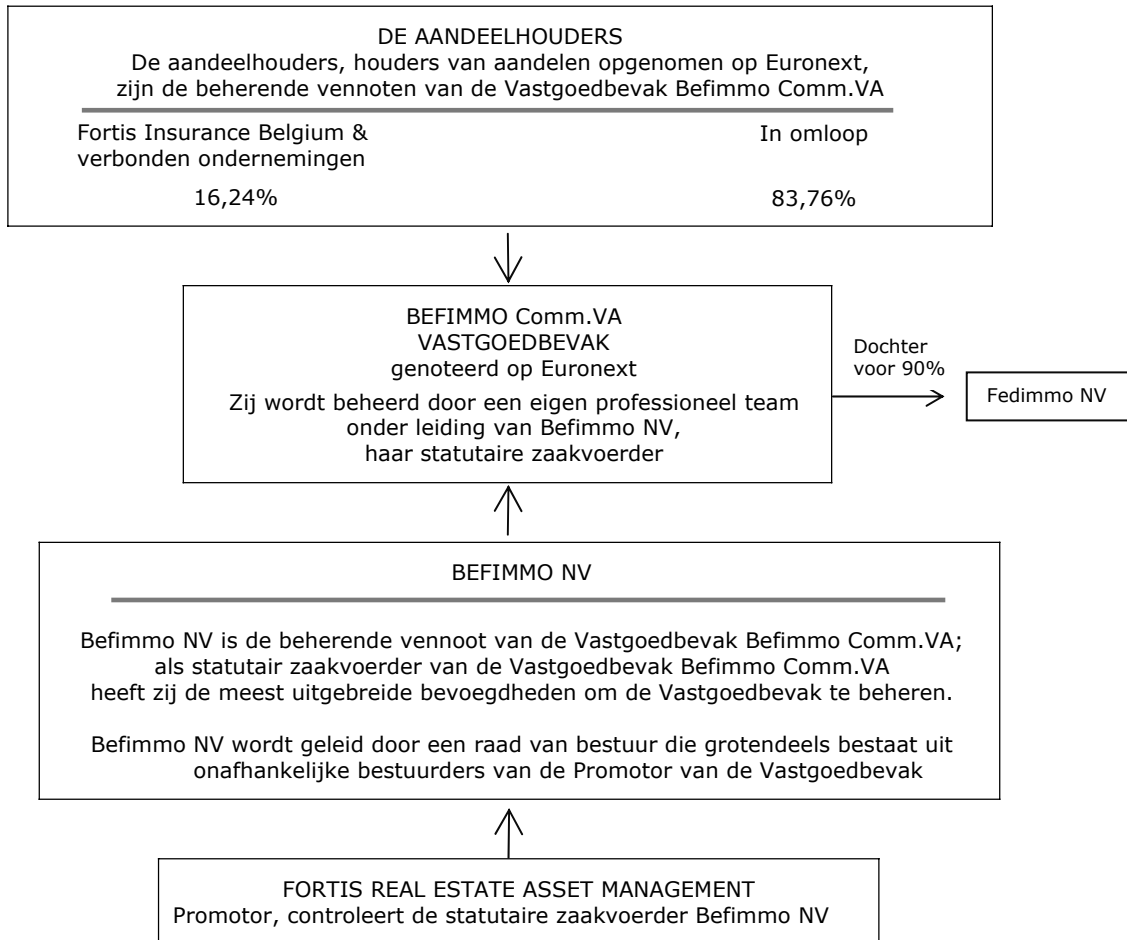 DE AANDEELHOUDERS
De aandeelhouders, houders van aandelen opgenomen op Euronext,
zijn de beherende vennoten van de Vastgoedbevak Befimmo Comm.VA
Fortis Insurance Belgium &
verbonden ondernemingen
In omloop
16,24%
83,76%
BEFIMMO Comm.VA
VASTGOEDBEVAK
genoteerd op Euronext
Zij wordt beheerd door een eigen professioneel team
onder leiding van Befimmo NV,
haar statutaire zaakvoerder
Dochter
voor 90%
Fedimmo NV
BEFIMMO NV
Befimmo NV is de beherende vennoot van de Vastgoedbevak Befimmo Comm.VA;
als statutair zaakvoerder van de Vastgoedbevak Befimmo Comm.VA
heeft zij de meest uitgebreide bevoegdheden om de Vastgoedbevak te beheren.
Befimmo NV wordt geleid door een raad van bestuur die grotendeels bestaat uit
onafhankelijke bestuurders van de Promotor van de Vastgoedbevak
FORTIS REAL ESTATE ASSET MANAGEMENT
Promotor, controleert de statutaire zaakvoerder Befimmo NV